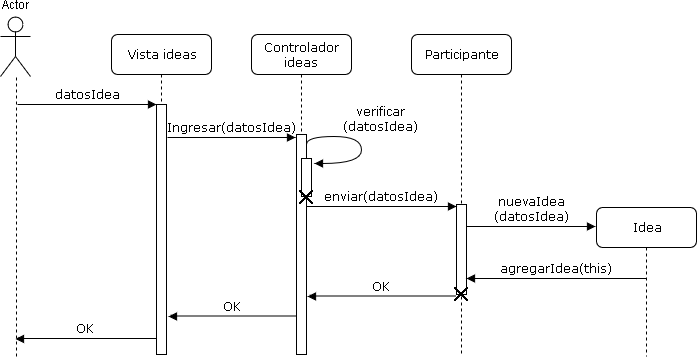 Actor
Vista ideas
Controlador
ideas
Participante
datosIdea
Ingresar(datosIdea)
verificar
(datosIdea)
enviar(datosIdea)
nuevaIdea
(datosIdea)
Idea
agregarIdea(this)
OK
OK
OK